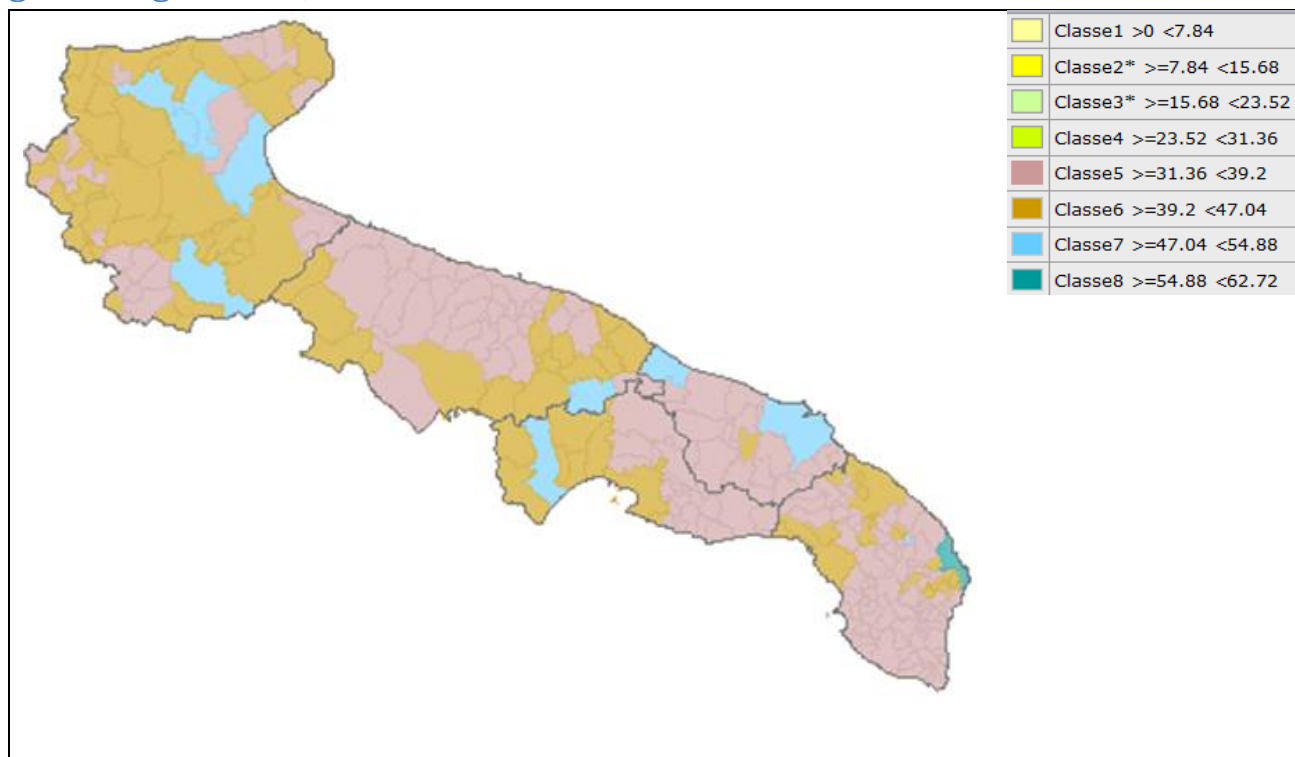 Classe1 >0 <7.84
Classe2* >=7.84 <15.68
Classe3* >=15.68 <23.52
Classe4 >=23.52 <31.36
Classe5 >=31.36 <39.2
Classe6 >=39.2 <47.04
Classe7 >=47.04 <54.88
Classe8 >=54.88 <62.72